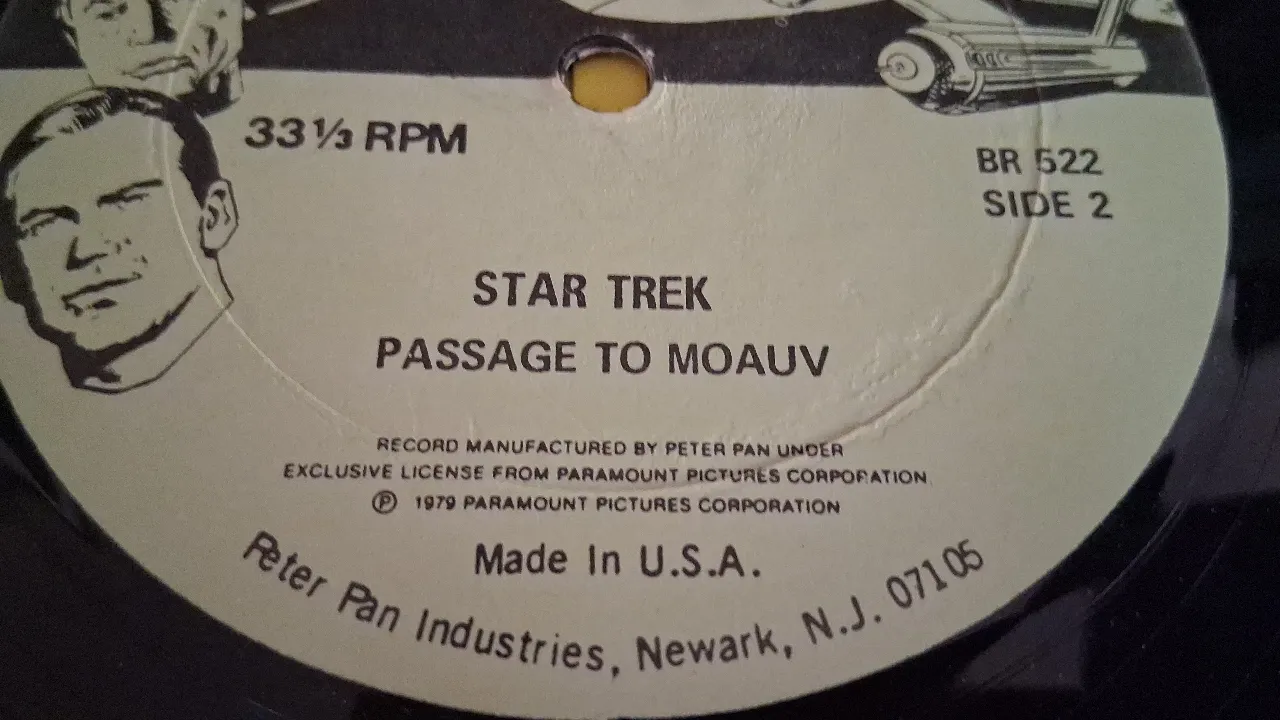 33⅓ RPM
BR 522
SIDE 2
STAR TREK
PASSAGE TO MOAUV
RECORD MANUFACTURED BY PETER PAN UNDER
EXCLUSIVE LICENSE FROM PARAMOUNT PICTURES CORPORATION
Ⓟ 1979 PARAMOUNT PICTURES CORPORATION
Made In U.S.A.
Peter Pan Industries, Newark, N.J. 07105